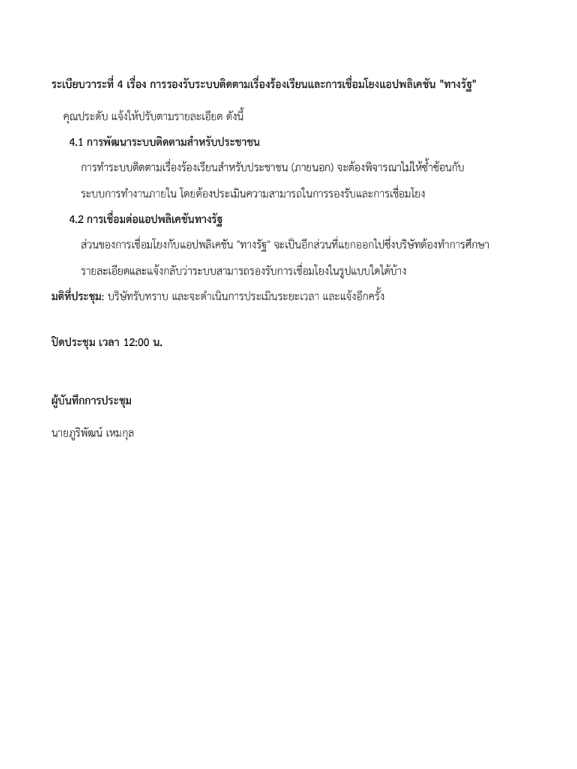 ระเบียบวาระที่ 4 เรื่อง การรองรับระบบติดตามเรื่องร้องเรียนและการเชื่อมโยงแอปพลิเคชัน "ทางรัฐ"
คุณประดับ แจ้งให้ปรับตามรายละเอียด ดังนี้
4.1 การพัฒนาระบบติดตามสำหรับประชาชน
การทำระบบติดตามเรื่องร้องเรียนสำหรับประชาชน (ภายนอก) จะต้องพิจารณาไม่ให้ซ้ำซ้อนกับ
ระบบการทำงานภายใน โดยต้องประเมินความสามารถในการรองรับและการเชื่อมโยง
4.2 การเชื่อมต่อแอปพลิเคชันทางรัฐ
ส่วนของการเชื่อมโยงกับแอปพลิเคชัน "ทางรัฐ" จะเป็นอีกส่วนที่แยกออกไปซึ่งบริษัทต้องทำการศึกษา
รายละเอียดและแจ้งกลับว่าระบบสามารถรองรับการเชื่อมโยงในรูปแบบใดได้บ้าง
มติที่ประชุม: บริษัทรับทราบ และจะดำเนินการประเมินระยะเวลา และแจ้งอีกครั้ง
ปิดประชุม เวลา 12:00 น.
ผู้บันทึกการประชุม
นายภูริพัฒน์ เหมกุล